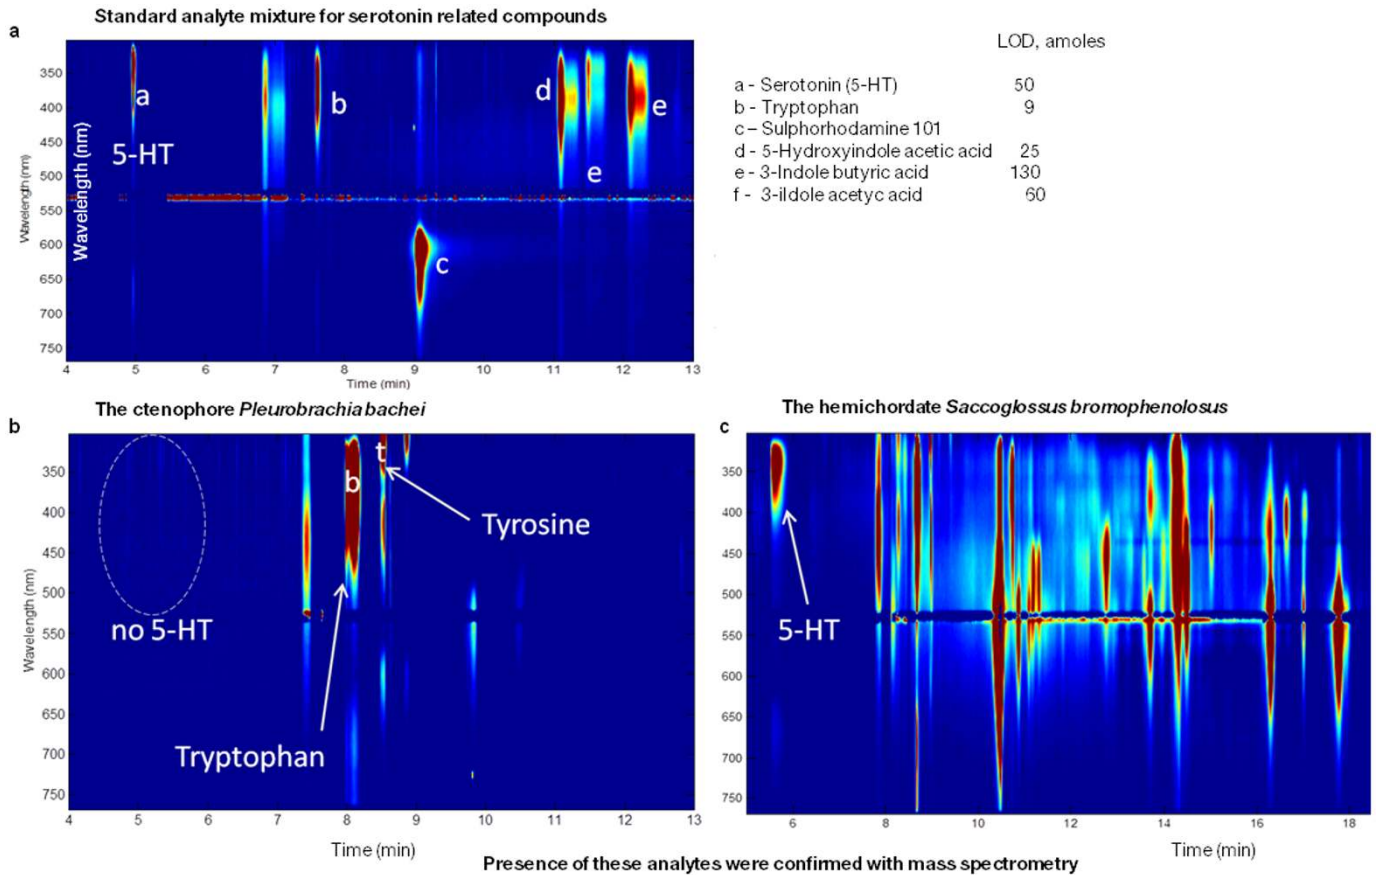 Standard analyte mixture for serotonin related compounds
a
LOD, amoles
a - Serotonin (5-HT) 50
b - Tryptophan 9
c – Sulphorhodamine 101
d - 5-Hydroxyindole acetic acid 25
e - 3-Indole butyric acid 130
f - 3-ildole acetyc acid 60
Wavelength (nm)
Wavelength (nm)
350
400
450
500
550
600
650
700
750
a
5-HT
b
c
d
e
e
4 5 6 7 8 9 10 11 12 13
Time (min)
The ctenophore Pleurobrachia bachei
b
Wavelength (nm)
350
400
450
500
550
600
650
700
750
no 5-HT
b
t
Tyrosine
Tryptophan
4 5 6 7 8 9 10 11 12 13
Time (min)
The hemichordate Saccoglossus bromophenolosus
c
350
400
450
500
550
600
650
700
750
5-HT
6 8 10 12 14 16 18
Time (min)
Presence of these analytes were confirmed with mass spectrometry